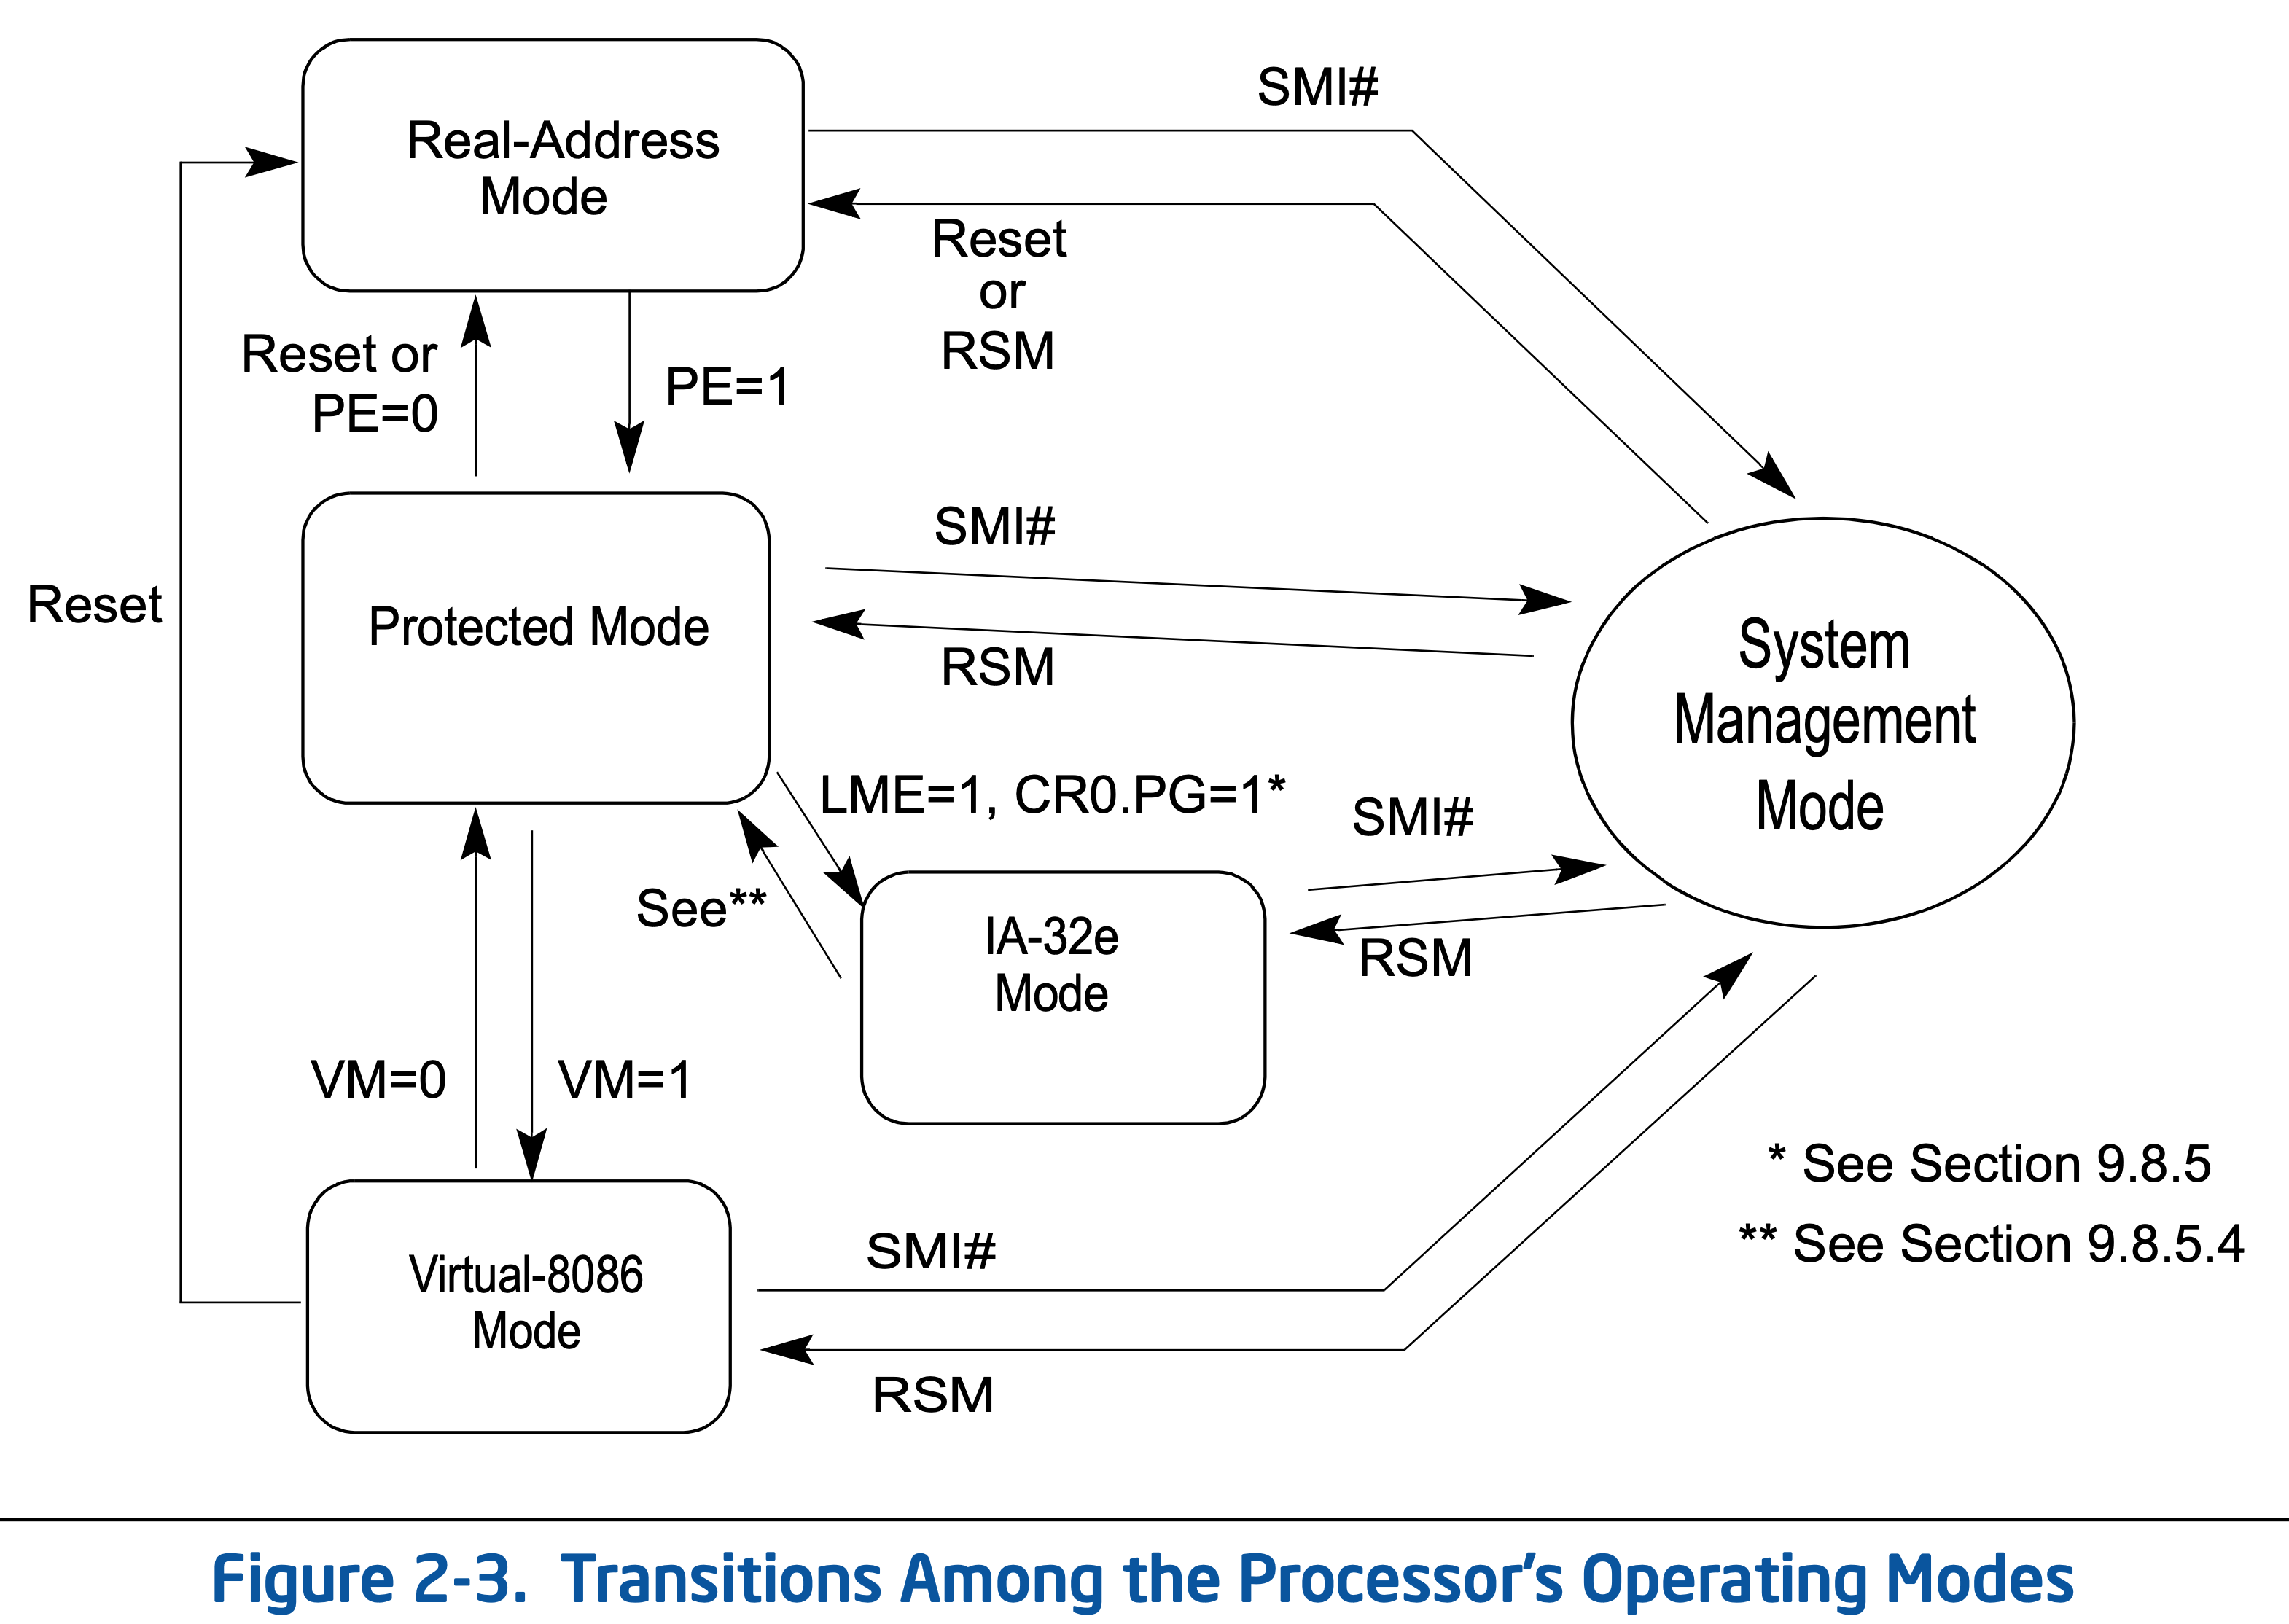 SMI#
Real-Address
Mode
Reset
or
RSM
Reset or
PE=0
PE=1
SMI#
Reset
Protected Mode
RSM
System
Management
Mode
LME=1, CR0.PG=1*
SMI#
See**
IA-32e
Mode
RSM
VM=0
VM=1
* See Section 9.8.5
** See Section 9.8.5.4
SMI#
Virtual-8086
Mode
RSM
Figure 2-3. Transitions Among the Processor’s Operating Modes